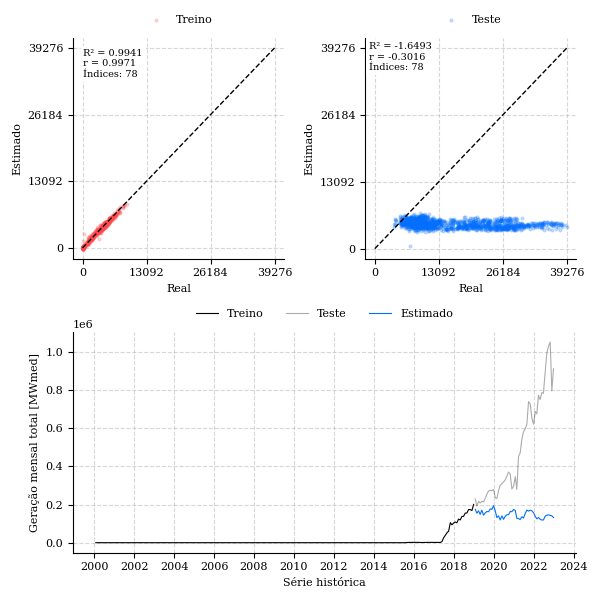 Treino
Teste
R² = 0.9941
r = 0.9971
Índices: 78
R² = -1.6493
r = -0.3016
Índices: 78
39276
26184
13092
0
Estimado
0 13092 26184 39276
Real
39276
26184
13092
0
Estimado
0 13092 26184 39276
Real
Treino Teste Estimado
1e6
1.0
0.8
0.6
0.4
0.2
0.0
Geração mensal total [MWmed]
2000 2002 2004 2006 2008 2010 2012 2014 2016 2018 2020 2022 2024
Série histórica